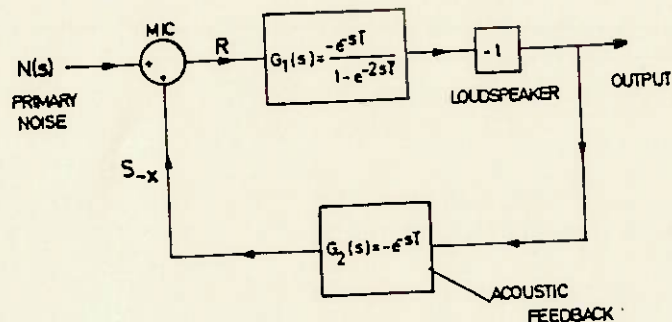 MIC
N(s)
PRIMARY
NOISE
+
+
R
G₁(s)= -e^-sT / 1-e^-2sT
-1
LOUDSPEAKER
OUTPUT
S-x
G₂(s)=-e^-sT
ACOUSTIC
FEEDBACK